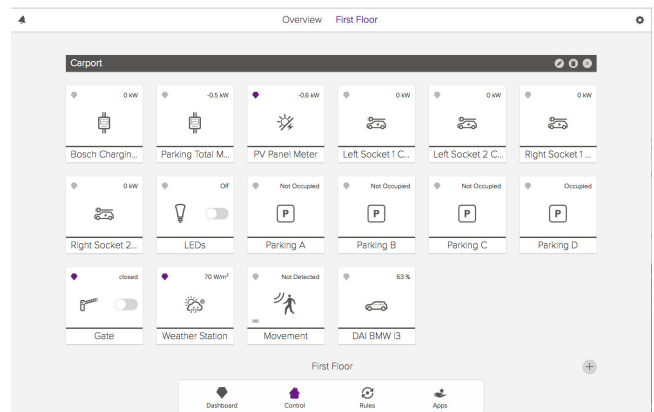 Overview First Floor
Carport
0 kW -0.5 kW -0.6 kW 0 kW 0 kW 0 kW
Bosch Chargin... Parking Total M... PV Panel Meter Left Socket 1 C... Left Socket 2 C... Right Socket 1 ...
0 kW Off Not Occupied Not Occupied Not Occupied Occupied
P P P P
Right Socket 2... LEDs Parking A Parking B Parking C Parking D
closed 70 W/m² Not Detected 63 %
Gate Weather Station Movement DAI BMW i3
First Floor
Dashboard Control Rules Apps